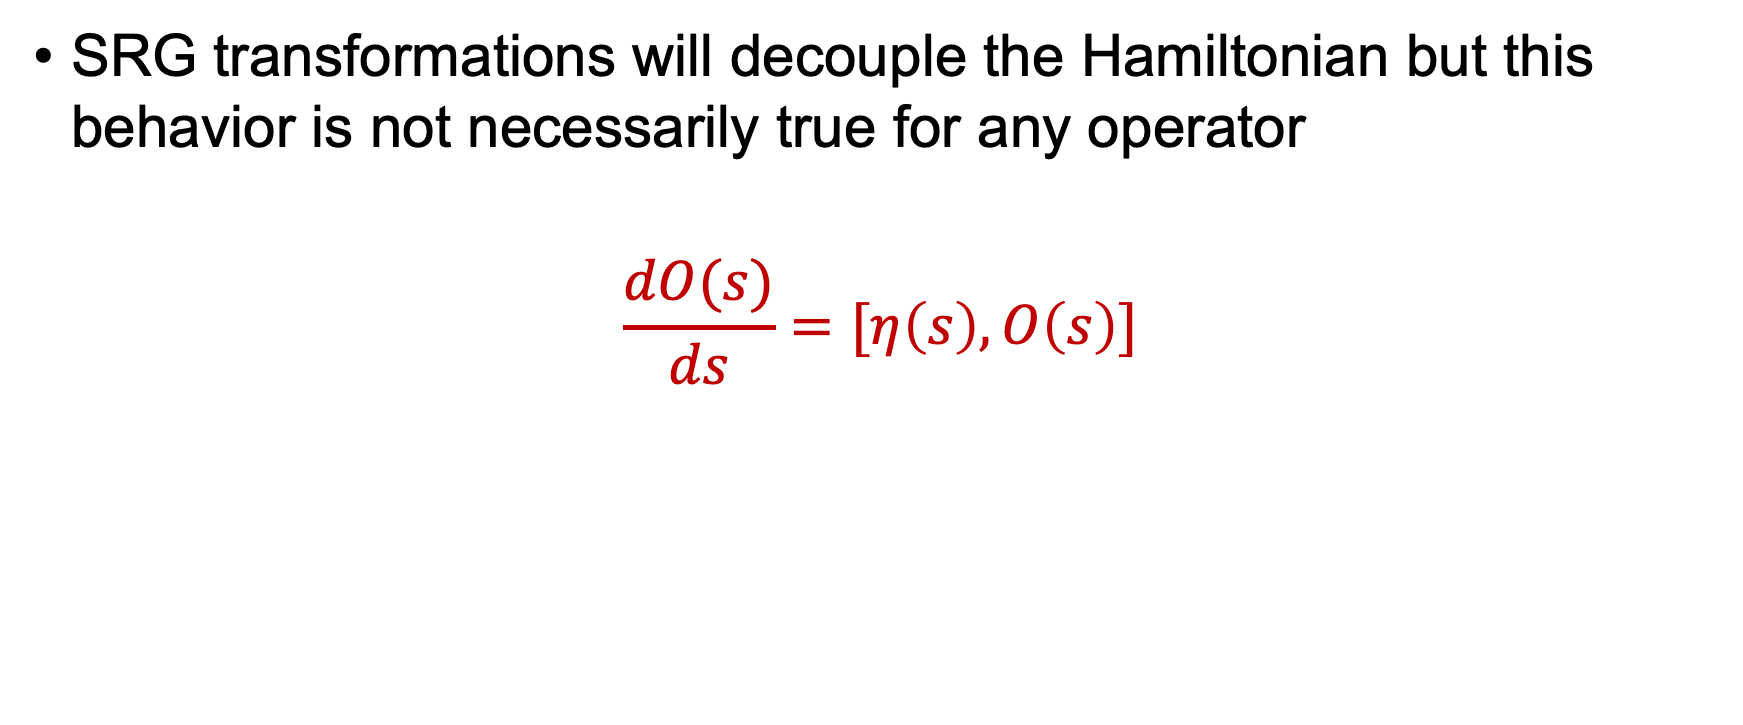 • SRG transformations will decouple the Hamiltonian but this
behavior is not necessarily true for any operator
dO(s)/ds = [η(s), O(s)]